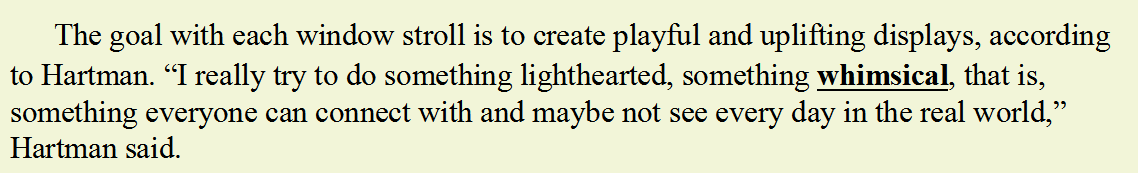 The goal with each window stroll is to create playful and uplifting displays, according
to Hartman. “I really try to do something lighthearted, something whimsical, that is,
something everyone can connect with and maybe not see every day in the real world,”
Hartman said.